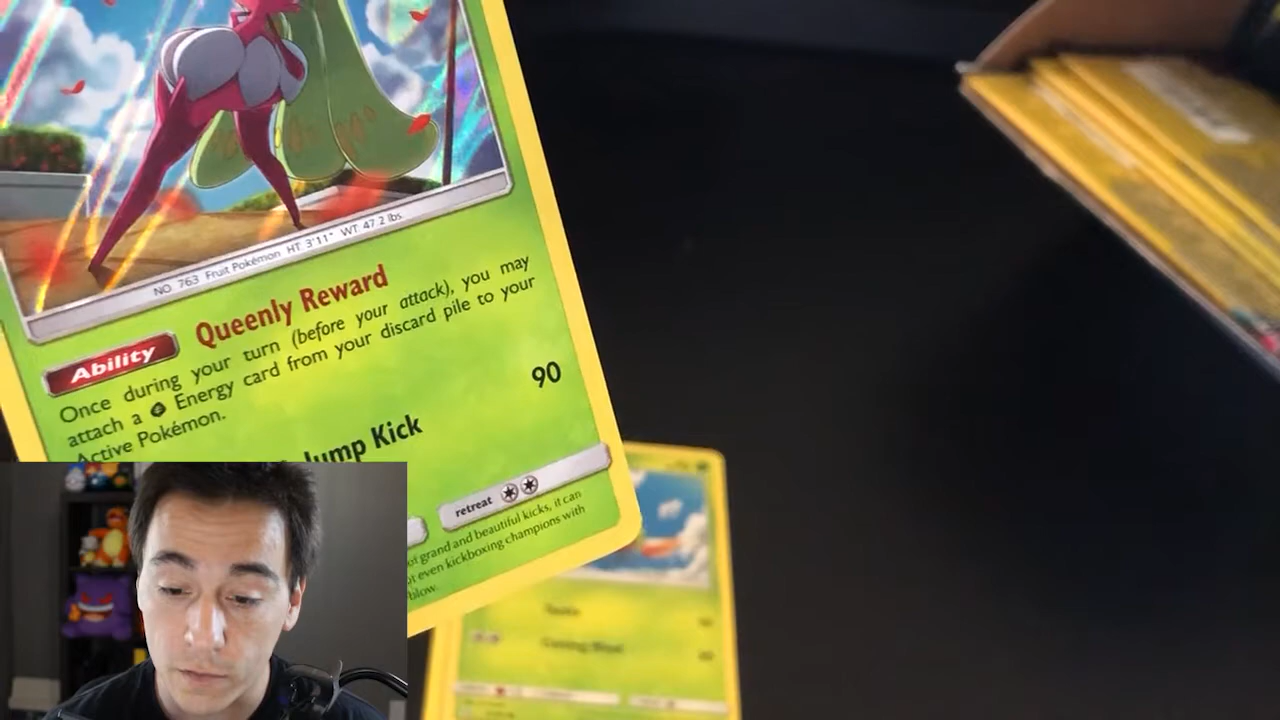 NO 763 Fruit Pokémon HT 3'11" WT 47.2 lbs
Ability Queenly Reward
Once during your turn (before your attack), you may
attach a Energy card from your discard pile to your
Active Pokémon.
Jump Kick 90
retreat
grand and beautiful kicks, it can
even kickboxing champions with
blow.
Tackle